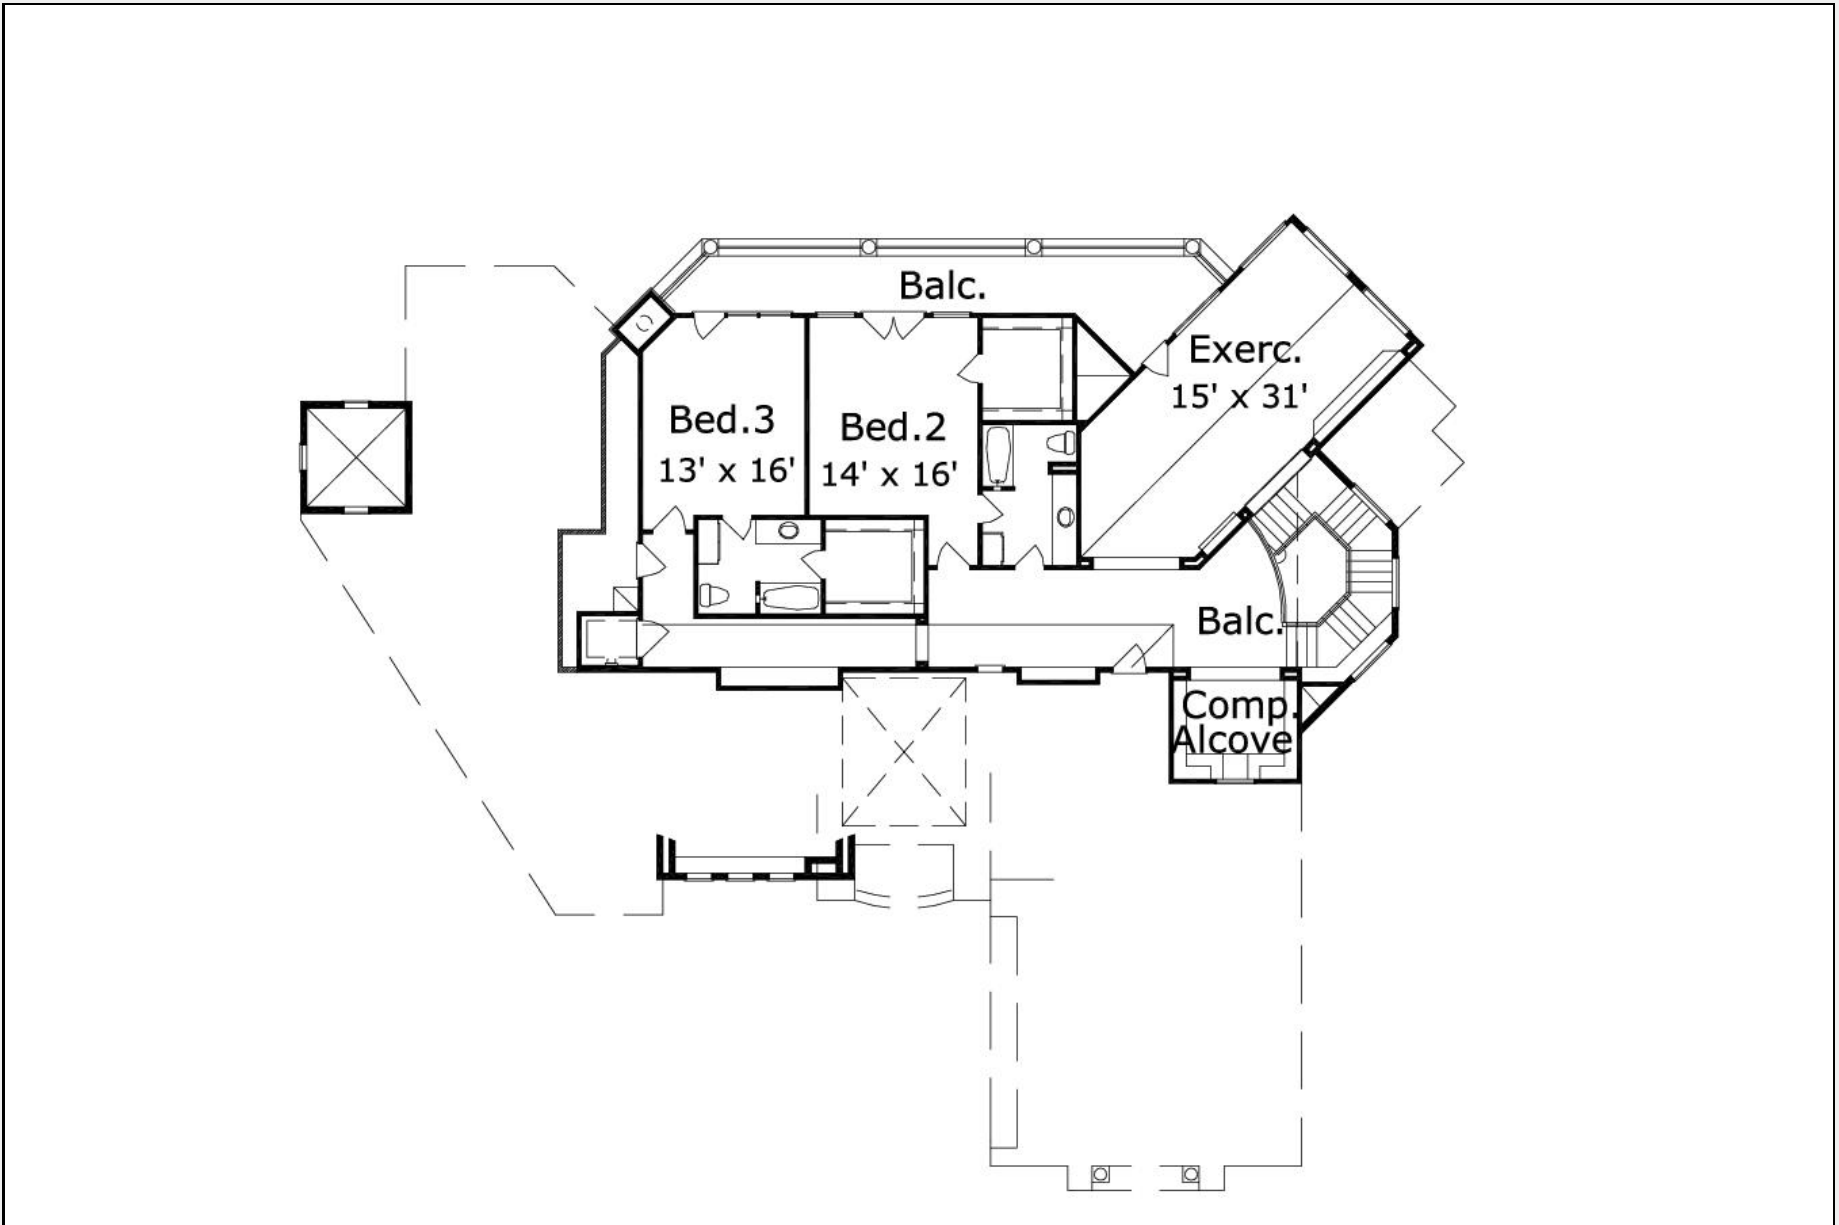 Balc.
Exerc.
15' x 31'
Bed.3
13' x 16'
Bed.2
14' x 16'
Balc.
Comp.
Alcove